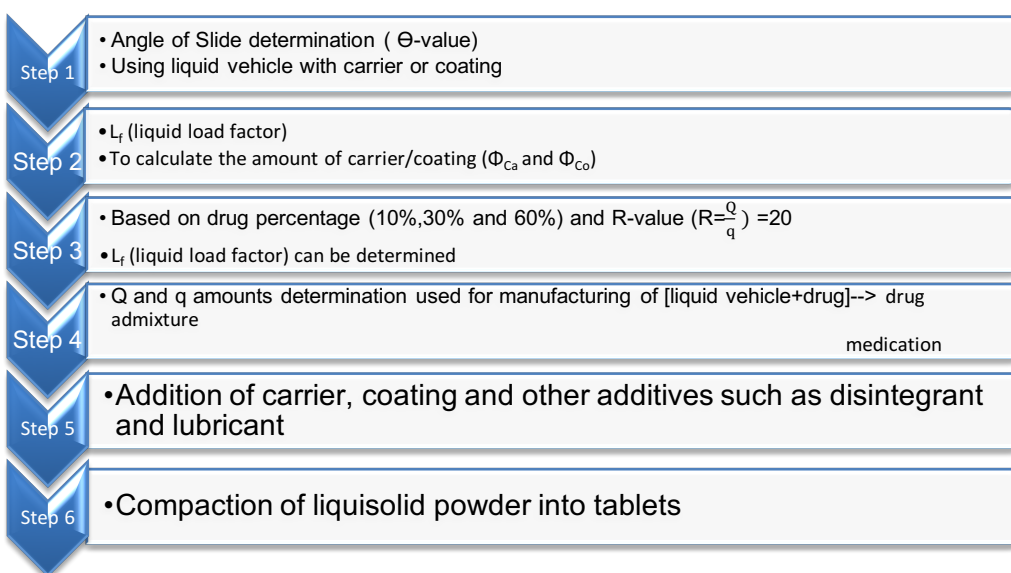 Step 1
• Angle of Slide determination ( Ɵ-value)
• Using liquid vehicle with carrier or coating
Step 2
•L_f (liquid load factor)
•To calculate the amount of carrier/coating (Φ_Ca and Φ_Co)
Step 3
• Based on drug percentage (10%,30% and 60%) and R-value (R=Q/q ) =20
•L_f (liquid load factor) can be determined
Step 4
• Q and q amounts determination used for manufacturing of [liquid vehicle+drug]--> drug
admixture
medication
Step 5
•Addition of carrier, coating and other additives such as disintegrant
and lubricant
Step 6
•Compaction of liquisolid powder into tablets